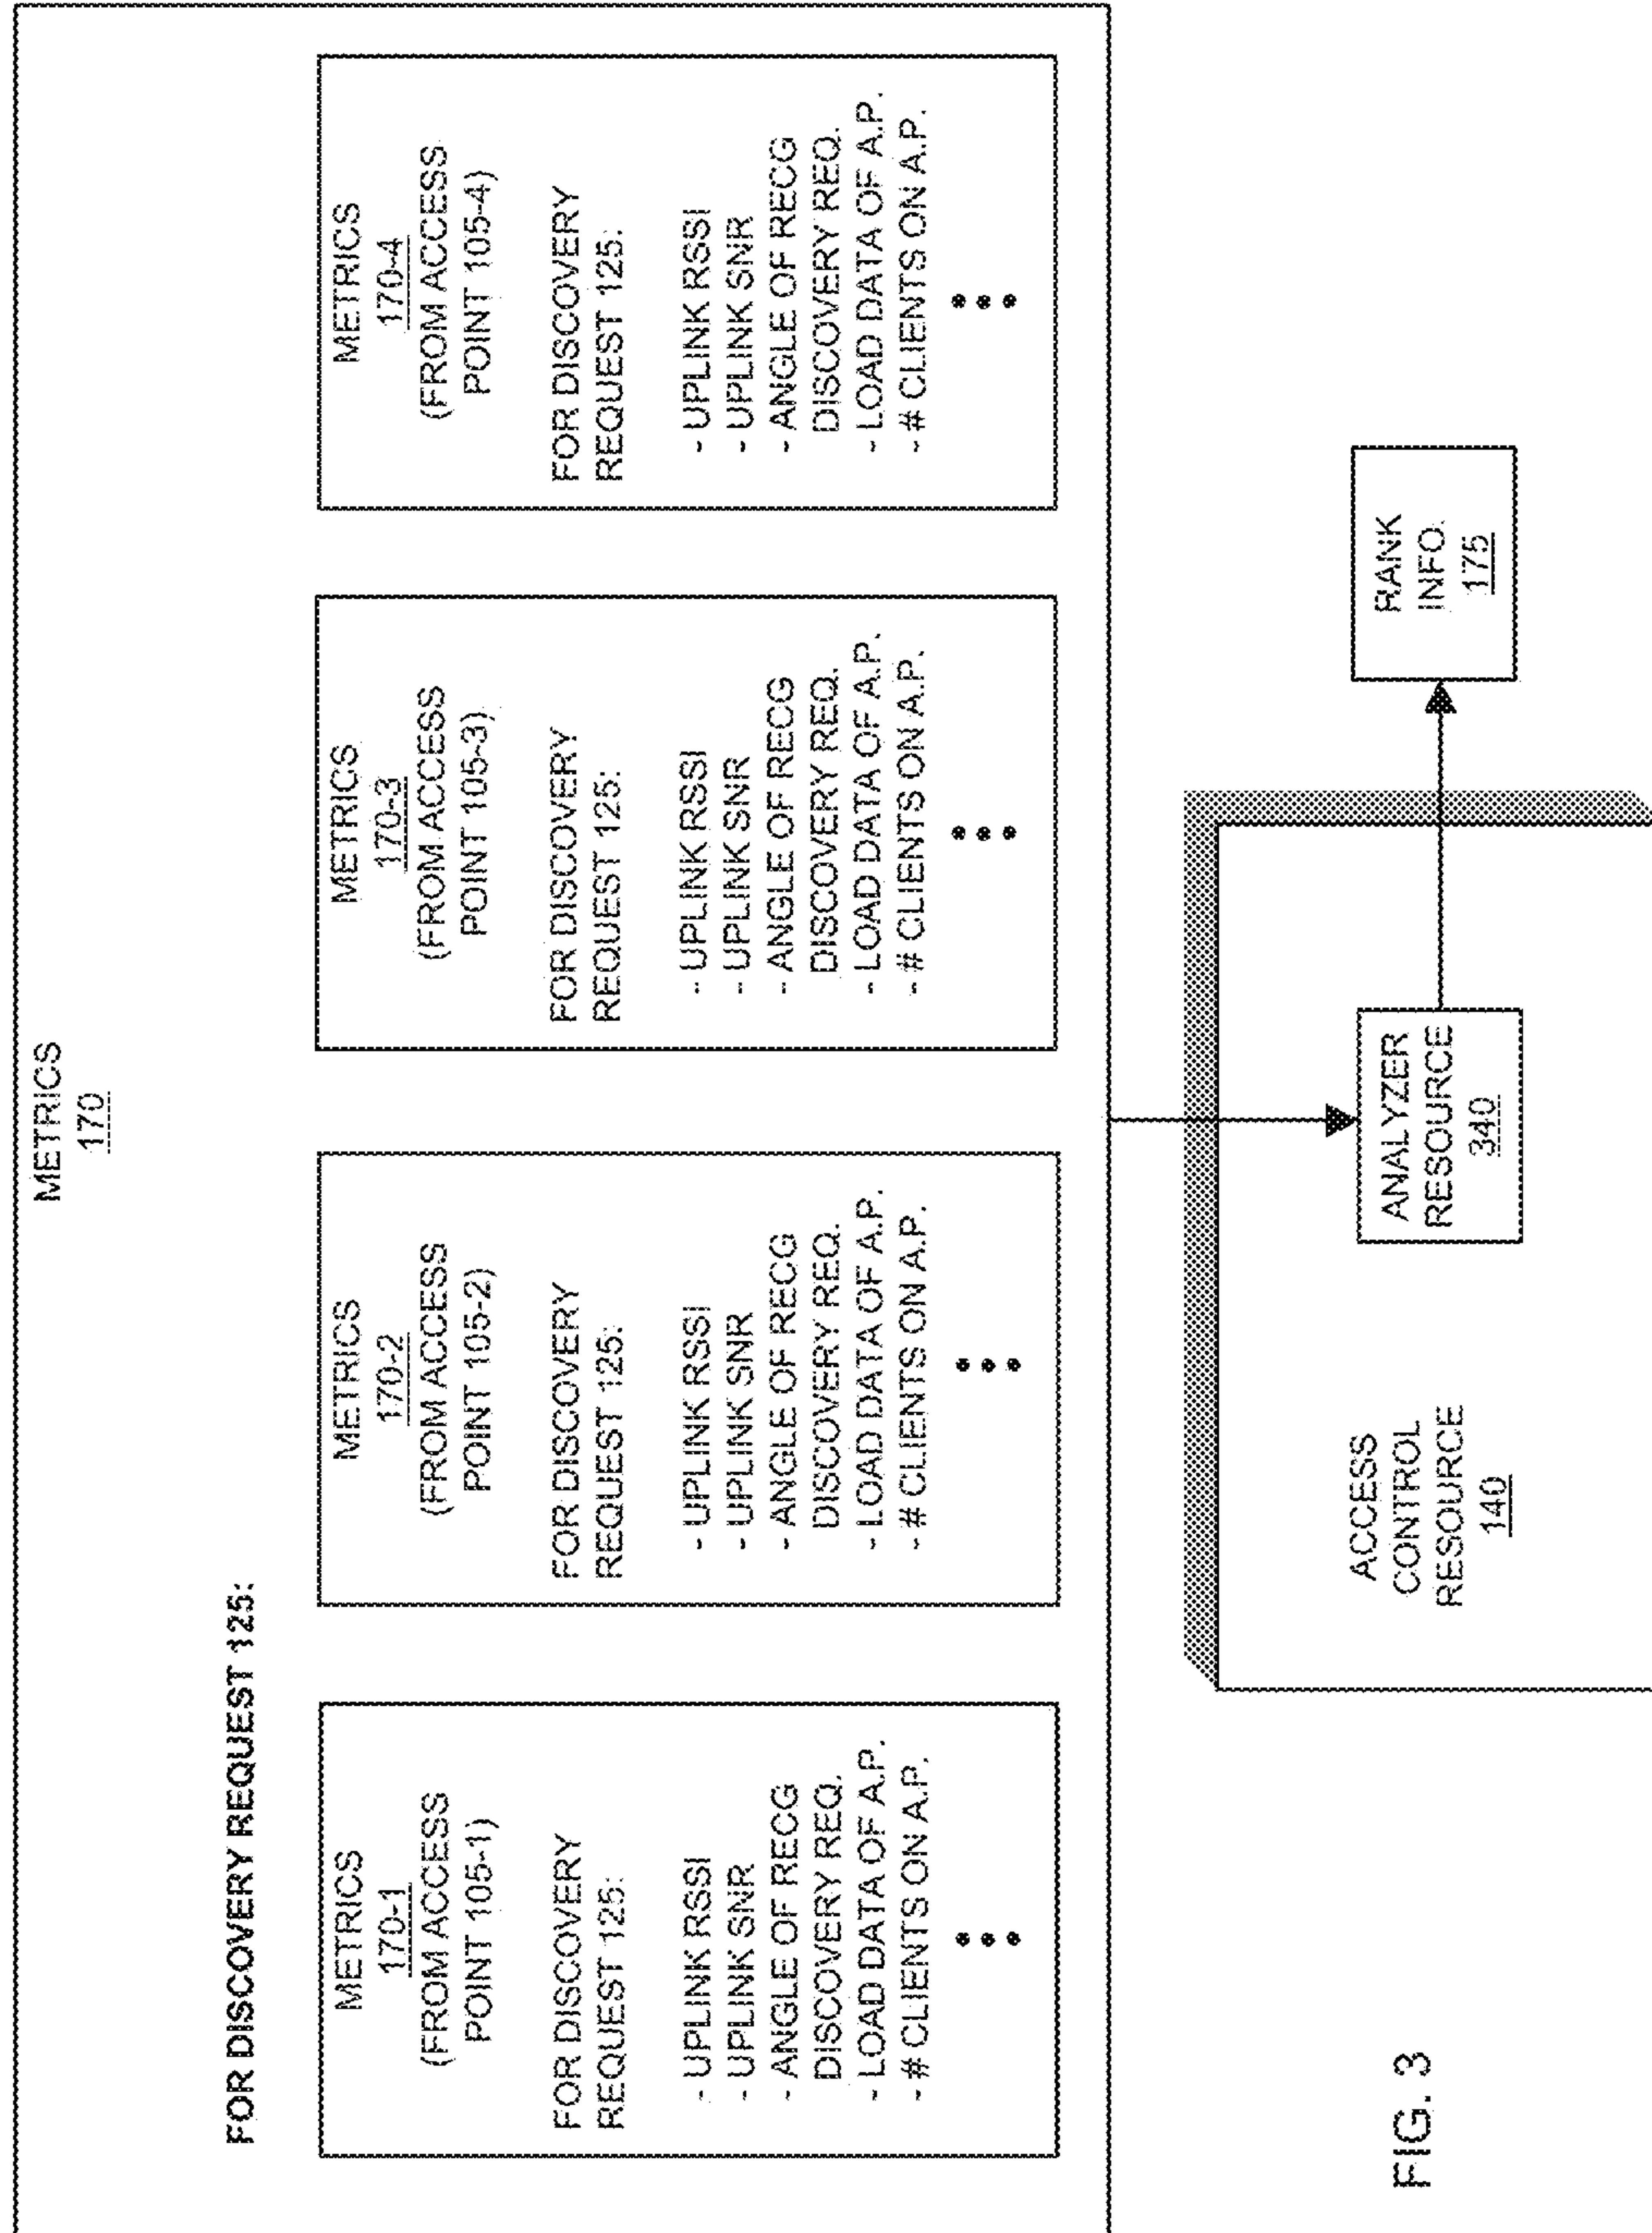 METRICS
170
FOR DISCOVERY REQUEST 125:
METRICS
170-1
(FROM ACCESS
POINT 105-1)
FOR DISCOVERY
REQUEST 125:
- UPLINK RSSI
- UPLINK SNR
- ANGLE OF RECG
DISCOVERY REQ.
- LOAD DATA OF A.P.
- # CLIENTS ON A.P.
METRICS
170-2
(FROM ACCESS
POINT 105-2)
FOR DISCOVERY
REQUEST 125:
- UPLINK RSSI
- UPLINK SNR
- ANGLE OF RECG
DISCOVERY REQ.
- LOAD DATA OF A.P.
- # CLIENTS ON A.P.
METRICS
170-3
(FROM ACCESS
POINT 105-3)
FOR DISCOVERY
REQUEST 125:
- UPLINK RSSI
- UPLINK SNR
- ANGLE OF RECG
DISCOVERY REQ.
- LOAD DATA OF A.P.
- # CLIENTS ON A.P.
METRICS
170-4
(FROM ACCESS
POINT 105-4)
FOR DISCOVERY
REQUEST 125:
- UPLINK RSSI
- UPLINK SNR
- ANGLE OF RECG
DISCOVERY REQ.
- LOAD DATA OF A.P.
- # CLIENTS ON A.P.
ACCESS
CONTROL
RESOURCE
140
ANALYZER
RESOURCE
340
RANK
INFO.
175
FIG. 3